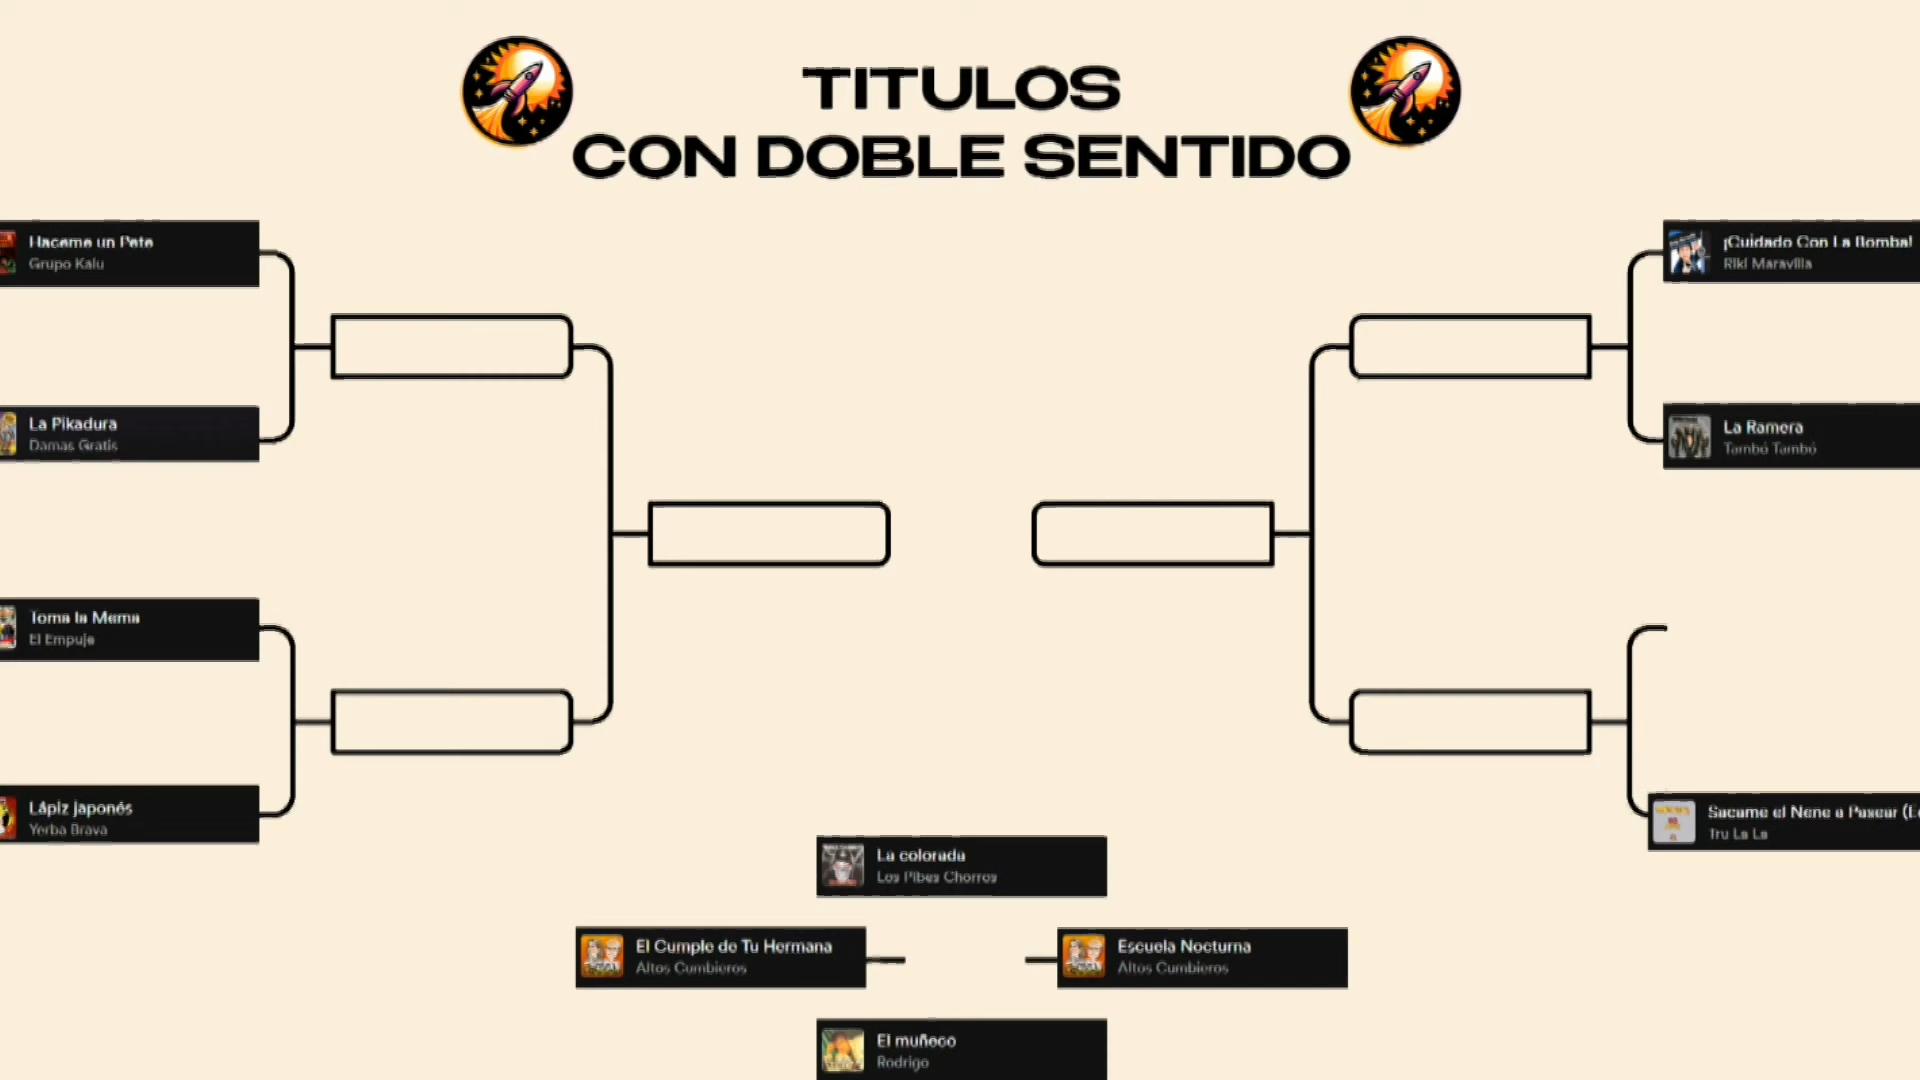 TITULOS
CON DOBLE SENTIDO
Haceme un Pete
Grupo Kalu
¡Cuidado Con La Bomba!
Riki Maravilla
La Pikadura
Damas Gratis
La Ramera
Tambó Tambó
Toma la Mema
El Empuje
Lápiz japonés
Yerba Brava
Sacame el Nene a Pasear
Tru La La
La colorada
Los Pibes Chorros
El Cumple de Tu Hermana
Altos Cumbieros
Escuela Nocturna
Altos Cumbieros
El muñeco
Rodrigo